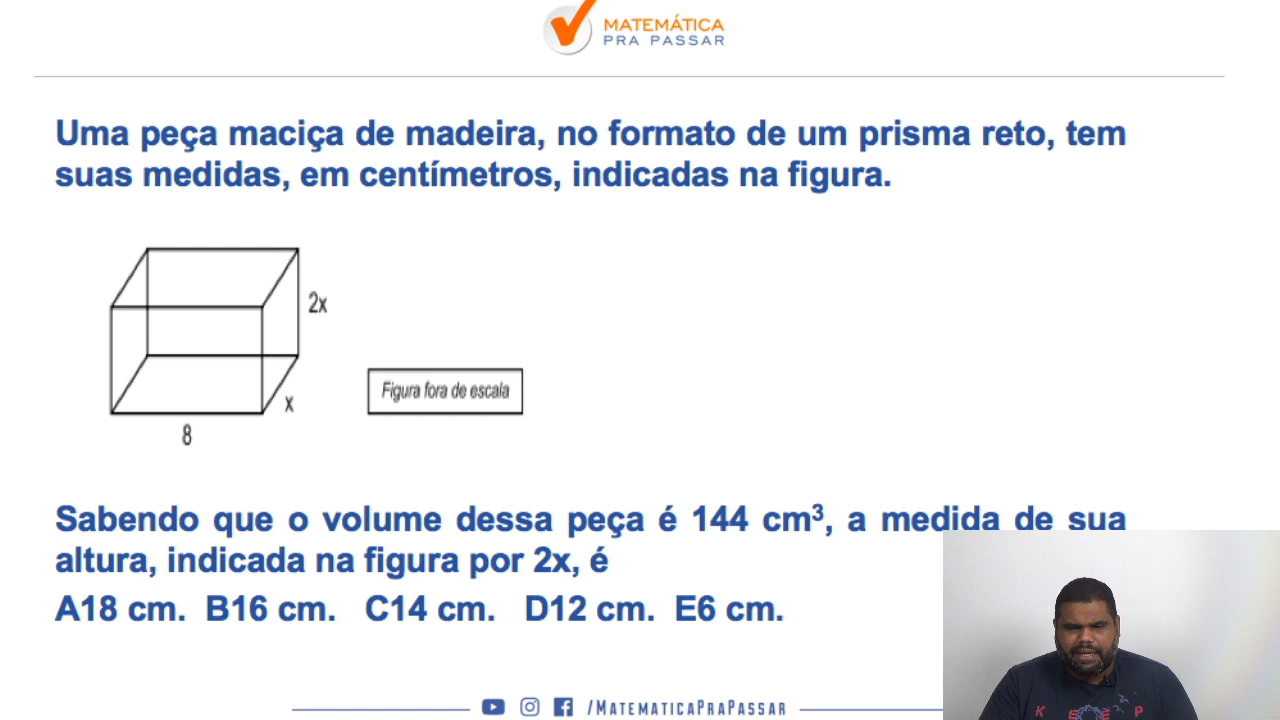 MATEMÁTICA
PRA PASSAR
Uma peça maciça de madeira, no formato de um prisma reto, tem
suas medidas, em centímetros, indicadas na figura.
2x
x
8
Figura fora de escala
Sabendo que o volume dessa peça é 144 cm³, a medida de sua
altura, indicada na figura por 2x, é
A18 cm. B16 cm. C14 cm. D12 cm. E6 cm.
K E E P
/MATEMATICAPRAPASSAR